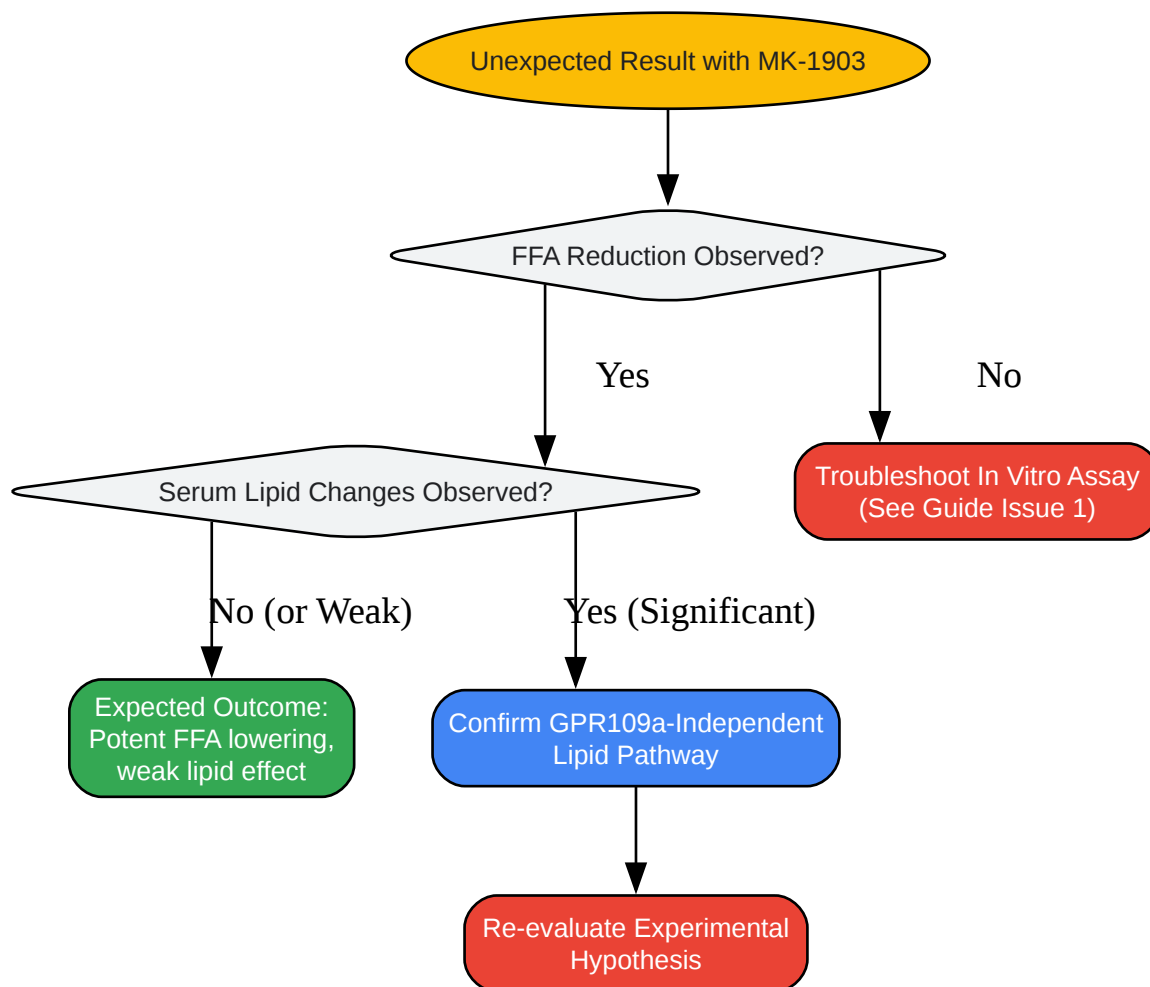 Unexpected Result with MK-1903
FFA Reduction Observed?
Yes
No
Serum Lipid Changes Observed?
Troubleshoot In Vitro Assay
(See Guide Issue 1)
No (or Weak)
Yes (Significant)
Expected Outcome:
Potent FFA lowering,
weak lipid effect
Confirm GPR109a-Independent
Lipid Pathway
Re-evaluate Experimental
Hypothesis